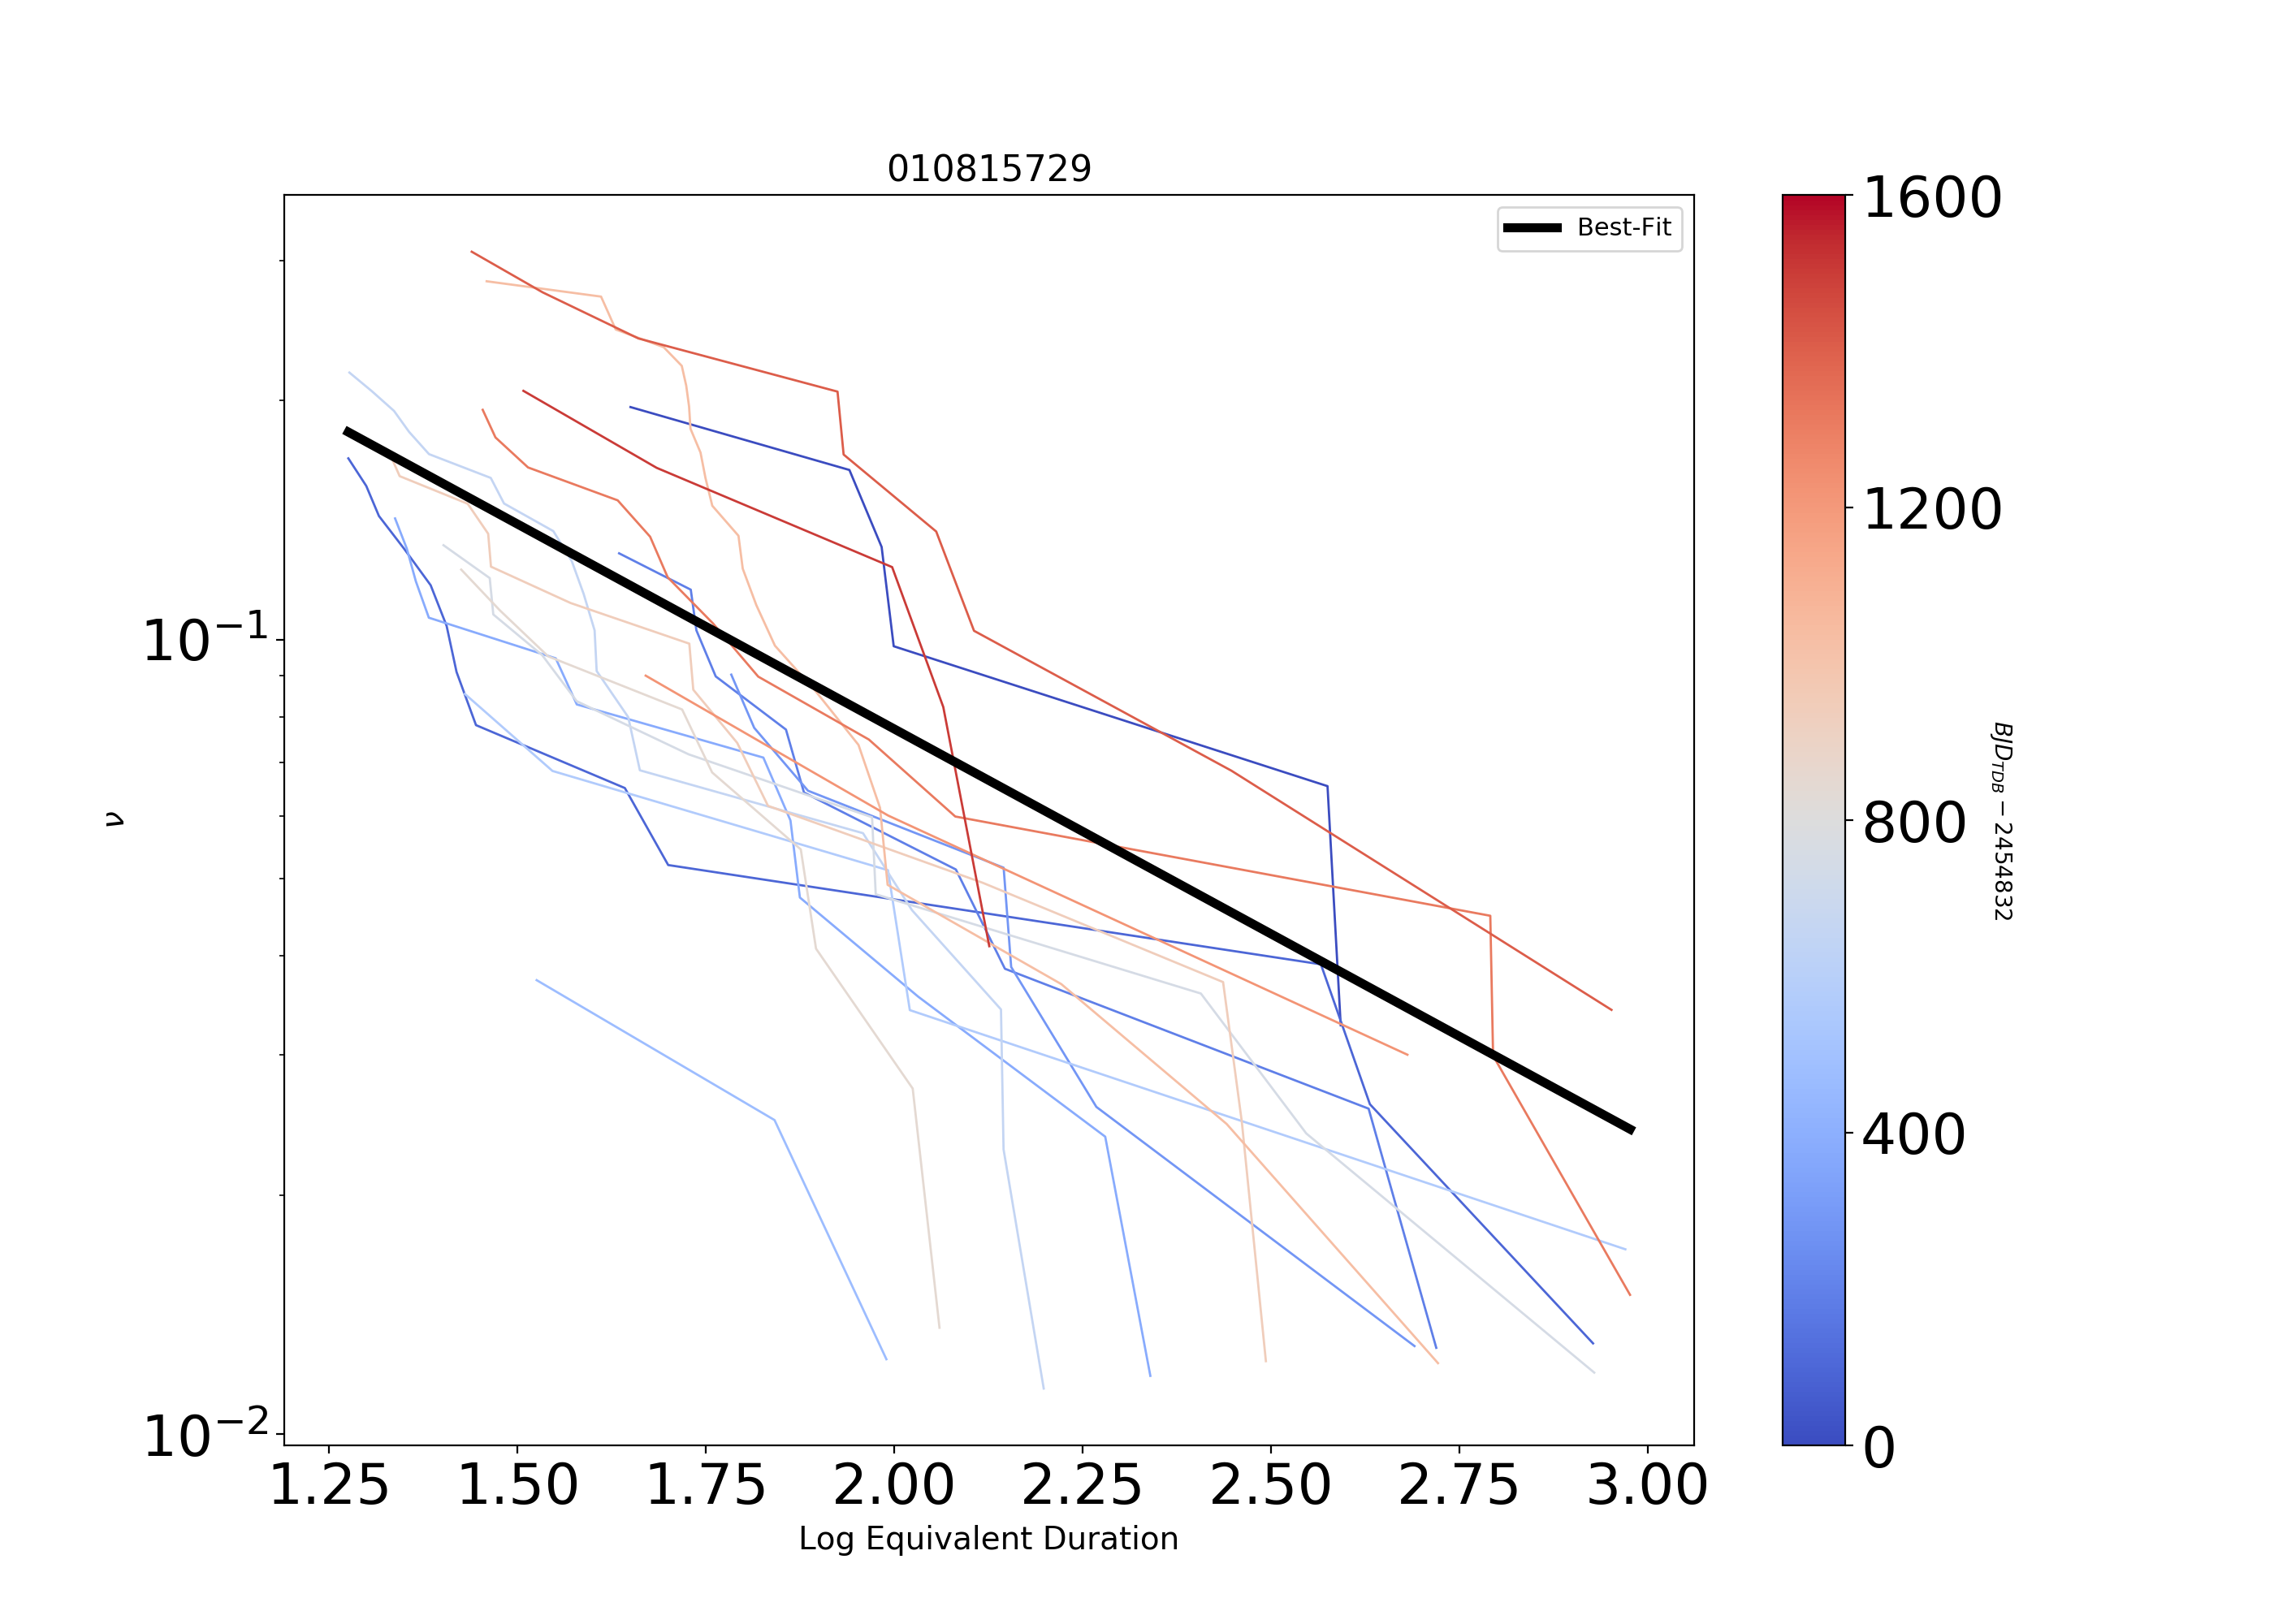 010815729
Best-Fit
10⁻¹
10⁻²
ν
1.25 1.50 1.75 2.00 2.25 2.50 2.75 3.00
Log Equivalent Duration
1600
1200
800
400
0
BJD_TDB − 2454832